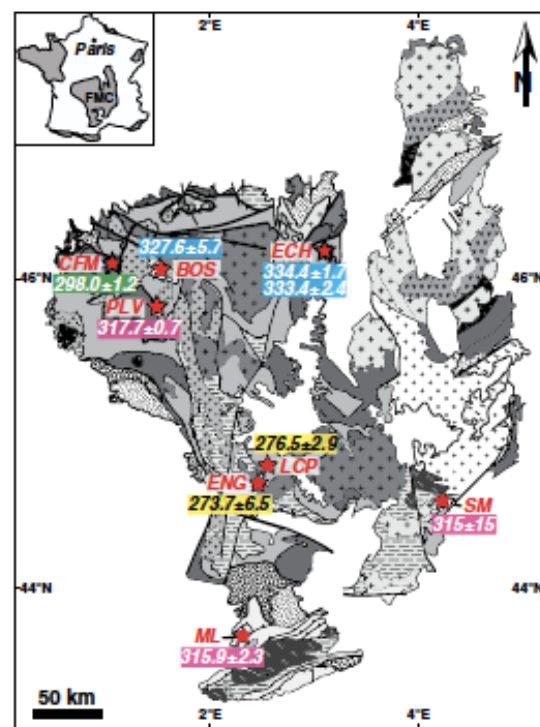 2°E
4°E
Paris
FMC
N
327.6±5.7
ECH
CFM
BOS
334.4±1.7
46°N
298.0±1.2
333.4±2.4
46°N
PLV
317.7±0.7
276.5±2.9
LCP
ENG
273.7±6.5
SM
315±15
44°N
44°N
ML
315.9±2.3
50 km
2°E
4°E